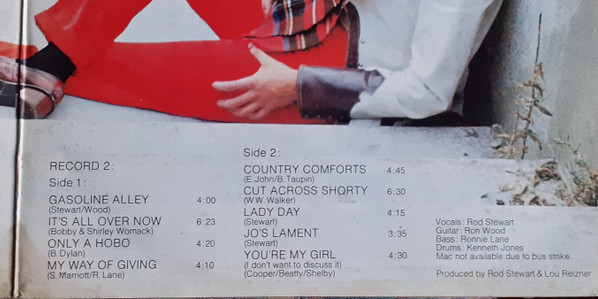 RECORD 2:
Side 1:
GASOLINE ALLEY 4:00
(Stewart/Wood)
IT'S ALL OVER NOW 6:23
(Bobby & Shirley Womack)
ONLY A HOBO 4:20
(B. Dylan)
MY WAY OF GIVING 4:10
(S. Marriott/R. Lane)
Side 2:
COUNTRY COMFORTS 4:45
(E. John/B. Taupin)
CUT ACROSS SHORTY 6:30
(W.W. Walker)
LADY DAY 4:15
(Stewart)
JO'S LAMENT 3:35
(Stewart)
YOU'RE MY GIRL 4:30
(I don't want to discuss it)
(Cooper/Beatty/Shelby)
Vocals: Rod Stewart
Guitar: Ron Wood
Bass: Ronnie Lane
Drums: Kenneth Jones
Mac not available due to bus strike.
Produced by Rod Stewart & Lou Reizner